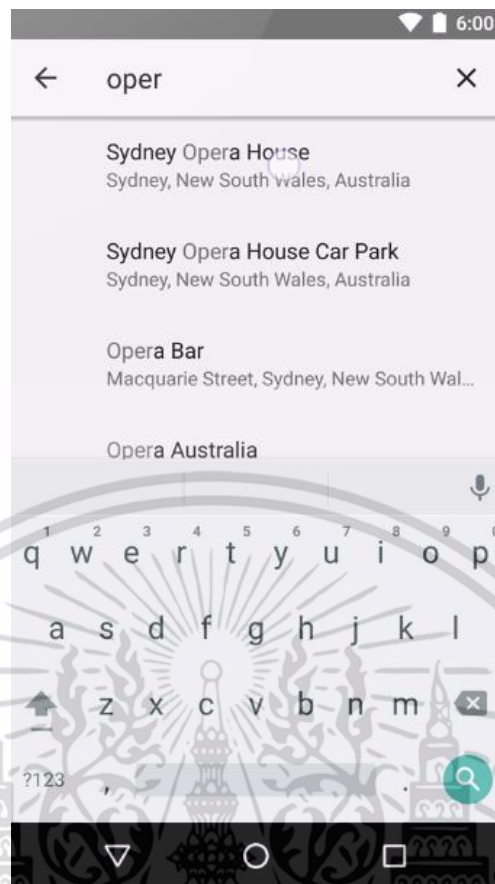 6:00
oper
Sydney Opera House
Sydney, New South Wales, Australia
Sydney Opera House Car Park
Sydney, New South Wales, Australia
Opera Bar
Macquarie Street, Sydney, New South Wal...
Opera Australia
1 2 3 4 5 6 7 8 9 0
q w e r t y u i o p
a s d f g h j k l
z x c v b n m
?123 , .